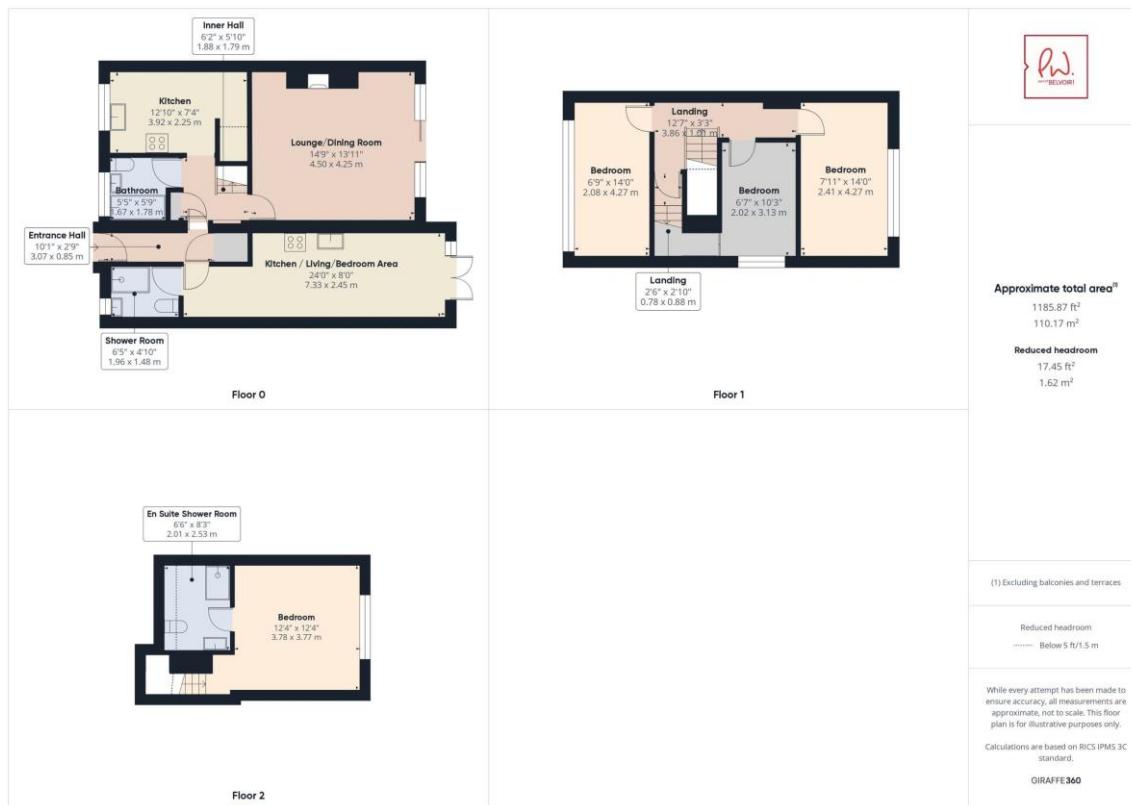 Inner Hall
6'2" x 5'10"
1.88 x 1.79 m
Kitchen
12'10" x 7'4"
3.92 x 2.25 m
Lounge/Dining Room
14'9" x 13'11"
4.50 x 4.25 m
Bathroom
5'5" x 5'9"
1.67 x 1.78 m
Entrance Hall
10'1" x 2'9"
3.07 x 0.85 m
Kitchen / Living/Bedroom Area
24'0" x 8'0"
7.33 x 2.45 m
Shower Room
6'5" x 4'10"
1.96 x 1.48 m
Floor 0
Landing
12'7" x 3'3"
3.86 x 1.01 m
Bedroom
6'9" x 14'0"
2.08 x 4.27 m
Bedroom
6'7" x 10'3"
2.02 x 3.13 m
Bedroom
7'11" x 14'0"
2.41 x 4.27 m
Landing
2'6" x 2'10"
0.78 x 0.88 m
Floor 1
En Suite Shower Room
6'6" x 8'3"
2.01 x 2.53 m
Bedroom
12'4" x 12'4"
3.78 x 3.77 m
Floor 2
PW.
BELVOIR!
Approximate total area(1)
1185.87 ft²
110.17 m²
Reduced headroom
17.45 ft²
1.62 m²
(1) Excluding balconies and terraces
Reduced headroom
Below 5 ft/1.5 m
While every attempt has been made to
ensure accuracy, all measurements are
approximate, not to scale. This floor
plan is for illustrative purposes only.
Calculations are based on RICS IPMS 3C
standard.
GIRAFFE360